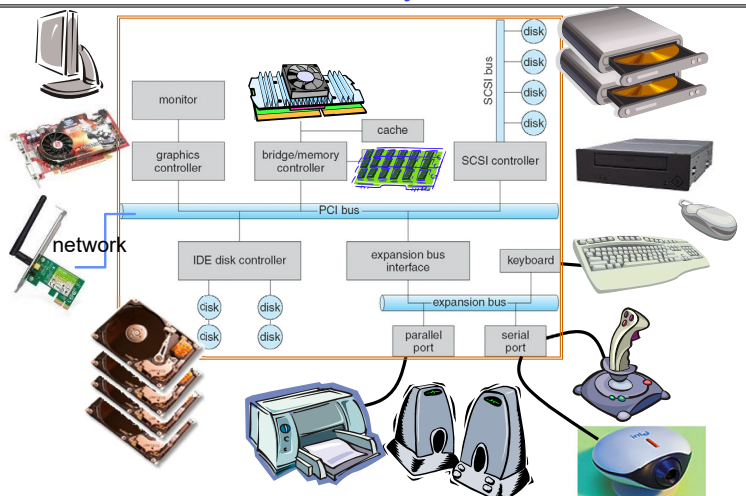 disk
SCSI bus
disk
disk
disk
monitor
cache
graphics
controller
bridge/memory
controller
SCSI controller
PCI bus
network
IDE disk controller
expansion bus
interface
keyboard
disk
disk
expansion bus
disk
disk
parallel
port
serial
port
intel